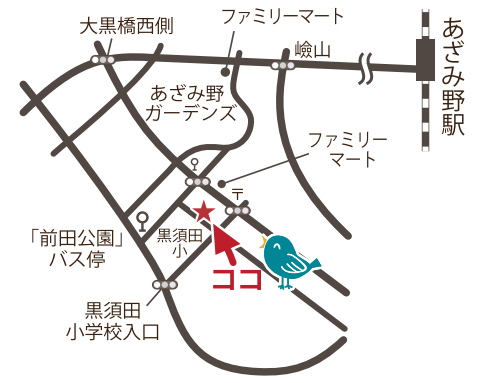 ファミリーマート
大黒橋西側
嶮山
あざみ野駅
あざみ野
ガーデンズ
ファミリー
マート
〒
「前田公園」
バス停
黒須田
小
ココ
黒須田
小学校入口